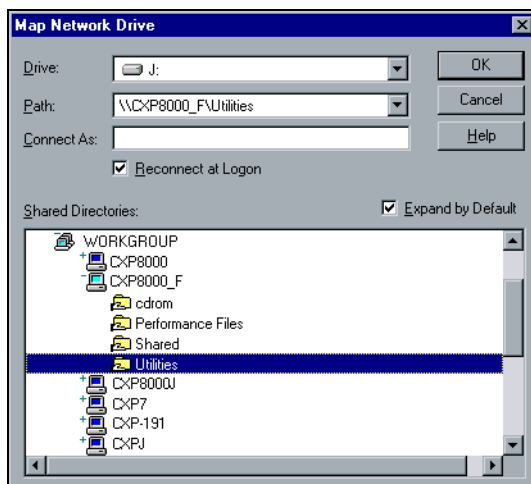 Map Network Drive
Drive: J: OK
Path: \\CXP8000_F\Utilities Cancel
Connect As: Help
Reconnect at Logon
Shared Directories: Expand by Default
WORKGROUP
CXP8000
CXP8000_F
cdrom
Performance Files
Shared
Utilities
CXP8000J
CXP7
CXP-191
CXPJ